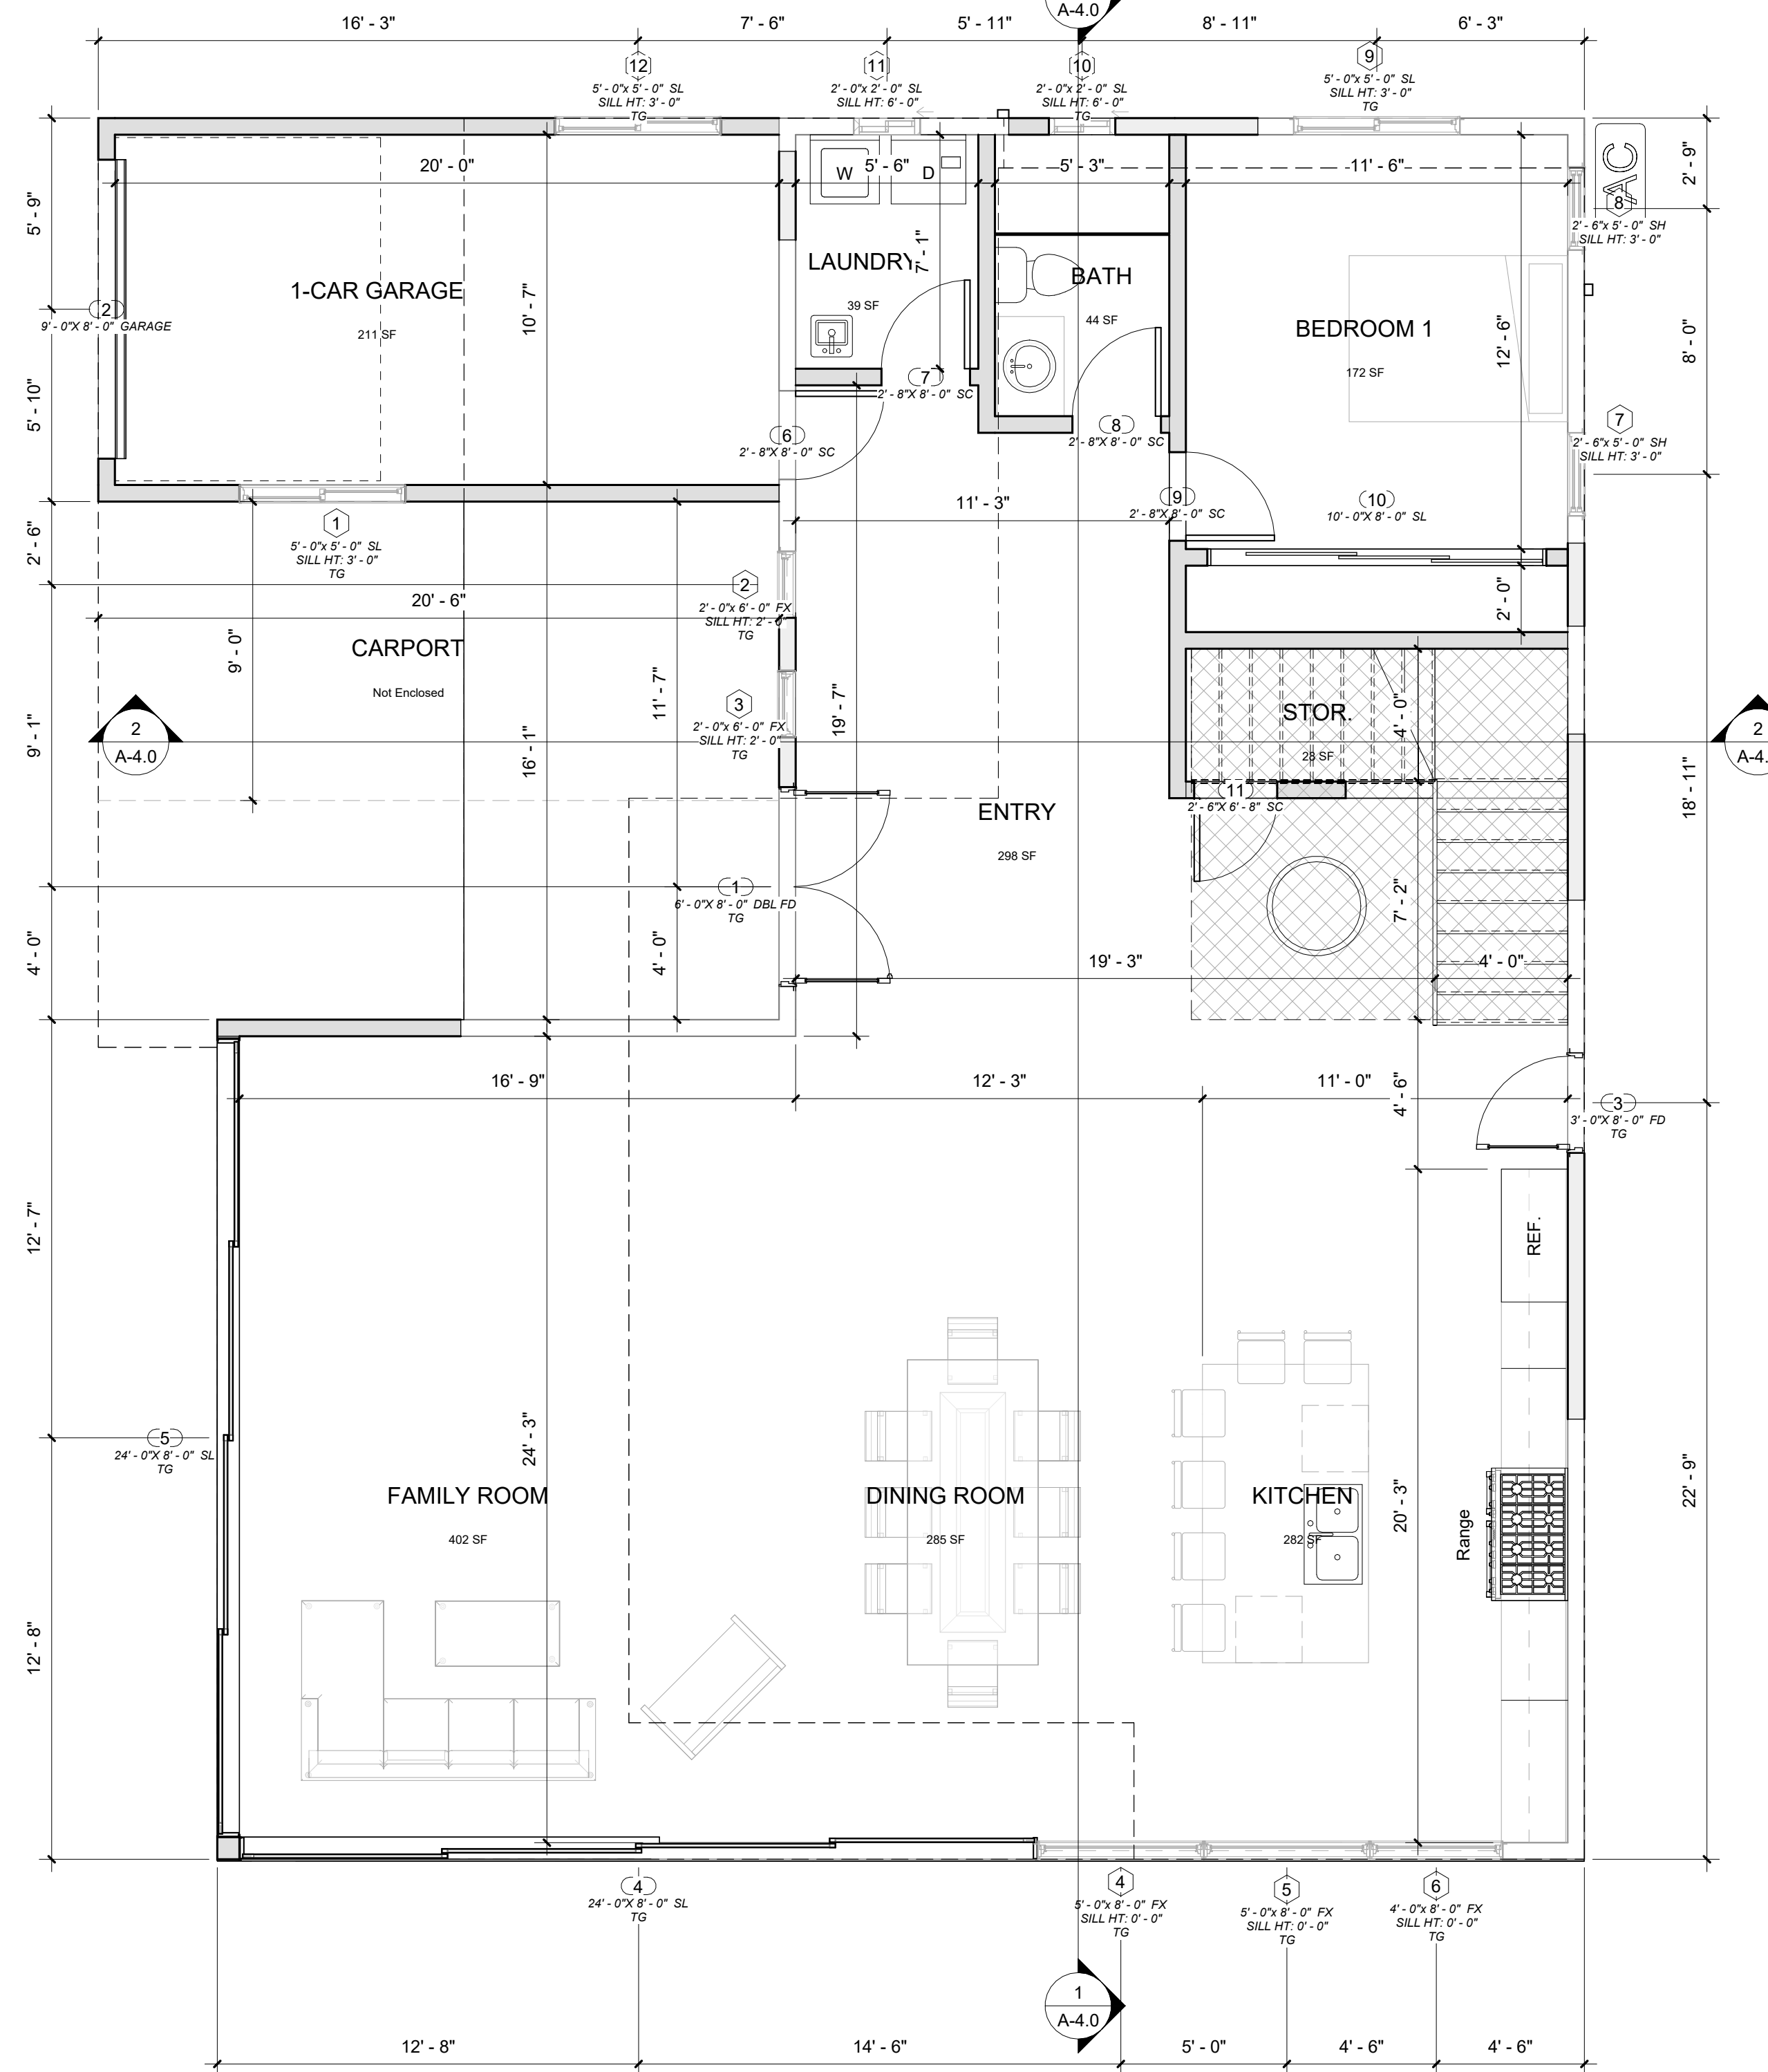 A-4.0
16' - 3"
7' - 6"
5' - 11"
8' - 11"
6' - 3"
12
5' - 0"x 5' - 0" SL
SILL HT: 3' - 0"
TG
11
2' - 0"x 2' - 0" SL
SILL HT: 6' - 0"
10
2' - 0"x 2' - 0" SL
SILL HT: 6' - 0"
TG
9
5' - 0"x 5' - 0" SL
SILL HT: 3' - 0"
TG
5' - 9"
5' - 10"
2' - 6"
9' - 1"
4' - 0"
12' - 7"
12' - 8"
20' - 0"
W
5' - 6"
D
5' - 3"
11' - 6"
AC
8
2' - 6"x 5' - 0" SH
SILL HT: 3' - 0"
2' - 9"
8' - 0"
18' - 11"
22' - 9"
1-CAR GARAGE
211 SF
10' - 7"
2
9' - 0"X 8' - 0" GARAGE
LAUNDRY
39 SF
7' - 1"
BATH
44 SF
BEDROOM 1
172 SF
12' - 6"
7
2' - 8"X 8' - 0" SC
8
2' - 8"X 8' - 0" SC
7
2' - 6"x 5' - 0" SH
SILL HT: 3' - 0"
6
2' - 8"X 8' - 0" SC
11' - 3"
9
2' - 8"X 8' - 0" SC
10
10' - 0"X 8' - 0" SL
1
5' - 0"x 5' - 0" SL
SILL HT: 3' - 0"
TG
2
2' - 0"x 6' - 0" FX
SILL HT: 2' - 0"
TG
20' - 6"
2' - 0"
CARPORT
Not Enclosed
9' - 0"
16' - 1"
11' - 7"
19' - 7"
3
2' - 0"x 6' - 0" FX
SILL HT: 2' - 0"
TG
STOR.
28 SF
4' - 0"
2
A-4.0
2
A-4.
11
2' - 6"X 6' - 8" SC
ENTRY
298 SF
1
6' - 0"X 8' - 0" DBL FD
TG
4' - 0"
7' - 2"
19' - 3"
4' - 0"
16' - 9"
12' - 3"
11' - 0"
4' - 6"
3
3' - 0"X 8' - 0" FD
TG
REF.
5
24' - 0"X 8' - 0" SL
TG
24' - 3"
20' - 3"
FAMILY ROOM
402 SF
DINING ROOM
285 SF
KITCHEN
282 SF
Range
4
24' - 0"X 8' - 0" SL
TG
4
5' - 0"x 8' - 0" FX
SILL HT: 0' - 0"
TG
5
5' - 0"x 8' - 0" FX
SILL HT: 0' - 0"
TG
6
4' - 0"x 8' - 0" FX
SILL HT: 0' - 0"
TG
1
A-4.0
12' - 8"
14' - 6"
5' - 0"
4' - 6"
4' - 6"